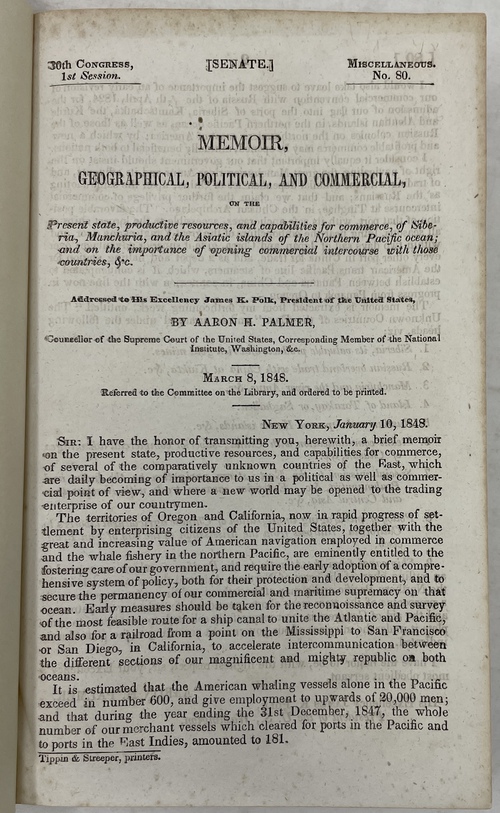 30th Congress,
1st Session.
[SENATE.]
Miscellaneous.
No. 80.
MEMOIR,
GEOGRAPHICAL, POLITICAL, AND COMMERCIAL,
ON THE
Present state, productive resources, and capabilities for commerce, of Sibe-
ria, Manchuria, and the Asiatic islands of the Northern Pacific ocean;
and on the importance of opening commercial intercourse with those
countries, &c.
Addressed to His Excellency James K. Polk, President of the United States,
BY AARON H. PALMER,
Counsellor of the Supreme Court of the United States, Corresponding Member of the National
Institute, Washington, &c.
March 8, 1848.
Referred to the Committee on the Library, and ordered to be printed.
New York, January 10, 1848.
Sir: I have the honor of transmitting you, herewith, a brief memoir
on the present state, productive resources, and capabilities for commerce,
of several of the comparatively unknown countries of the East, which
are daily becoming of importance to us in a political as well as commer-
cial point of view, and where a new world may be opened to the trading
enterprise of our countrymen.
The territories of Oregon and California, now in rapid progress of set-
tlement by enterprising citizens of the United States, together with the
great and increasing value of American navigation employed in commerce
and the whale fishery in the northern Pacific, are eminently entitled to the
fostering care of our government, and require the early adoption of a compre-
hensive system of policy, both for their protection and development, and to
secure the permanency of our commercial and maritime supremacy on that
ocean. Early measures should be taken for the reconnoissance and survey
of the most feasible route for a ship canal to unite the Atlantic and Pacific,
and also for a railroad from a point on the Mississippi to San Francisco
or San Diego, in California, to accelerate intercommunication between
the different sections of our magnificent and mighty republic on both
oceans.
It is estimated that the American whaling vessels alone in the Pacific
exceed in number 600, and give employment to upwards of 20,000 men;
and that during the year ending the 31st December, 1847, the whole
number of our merchant vessels which cleared for ports in the Pacific and
to ports in the East Indies, amounted to 181.
Tippin & Streeper, printers.